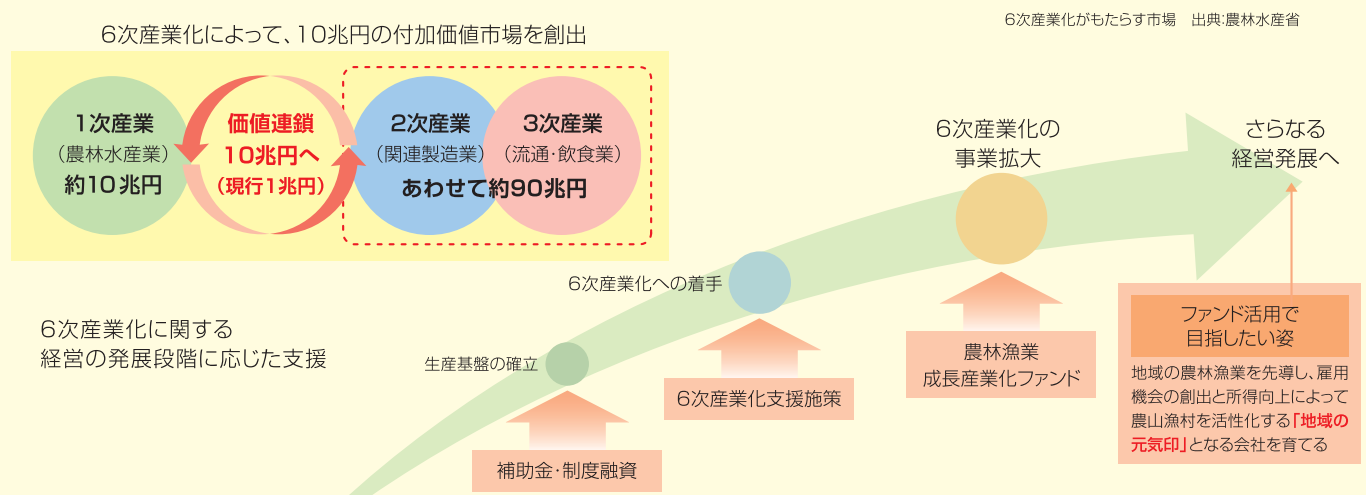 6次産業化がもたらす市場　出典:農林水産省
6次産業化によって、10兆円の付加価値市場を創出
1次産業
（農林水産業）
約10兆円
価値連鎖
10兆円へ
（現行1兆円）
2次産業
（関連製造業）
3次産業
（流通・飲食業）
あわせて約90兆円
6次産業化に関する
経営の発展段階に応じた支援
生産基盤の確立
補助金・制度融資
6次産業化への着手
6次産業化支援施策
6次産業化の
事業拡大
農林漁業
成長産業化ファンド
さらなる
経営発展へ
ファンド活用で
目指したい姿
地域の農林漁業を先導し、雇用
機会の創出と所得向上によって
農山漁村を活性化する「地域の
元気印」となる会社を育てる